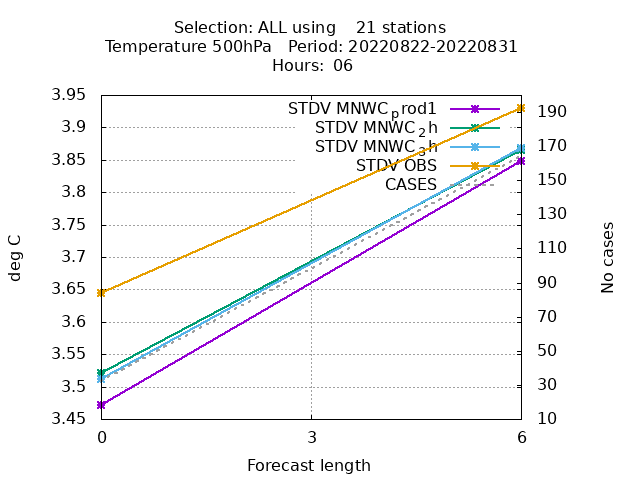 Selection: ALL using    21 stations
Temperature 500hPa   Period: 20220822-20220831
Hours:  06
3.95
3.9
3.85
3.8
3.75
3.7
3.65
3.6
3.55
3.5
3.45
deg C
STDV MNWCprod1
STDV MNWC2h
STDV MNWC3h
STDV OBS
CASES
190
170
150
130
110
90
70
50
30
10
No cases
0
3
6
Forecast length